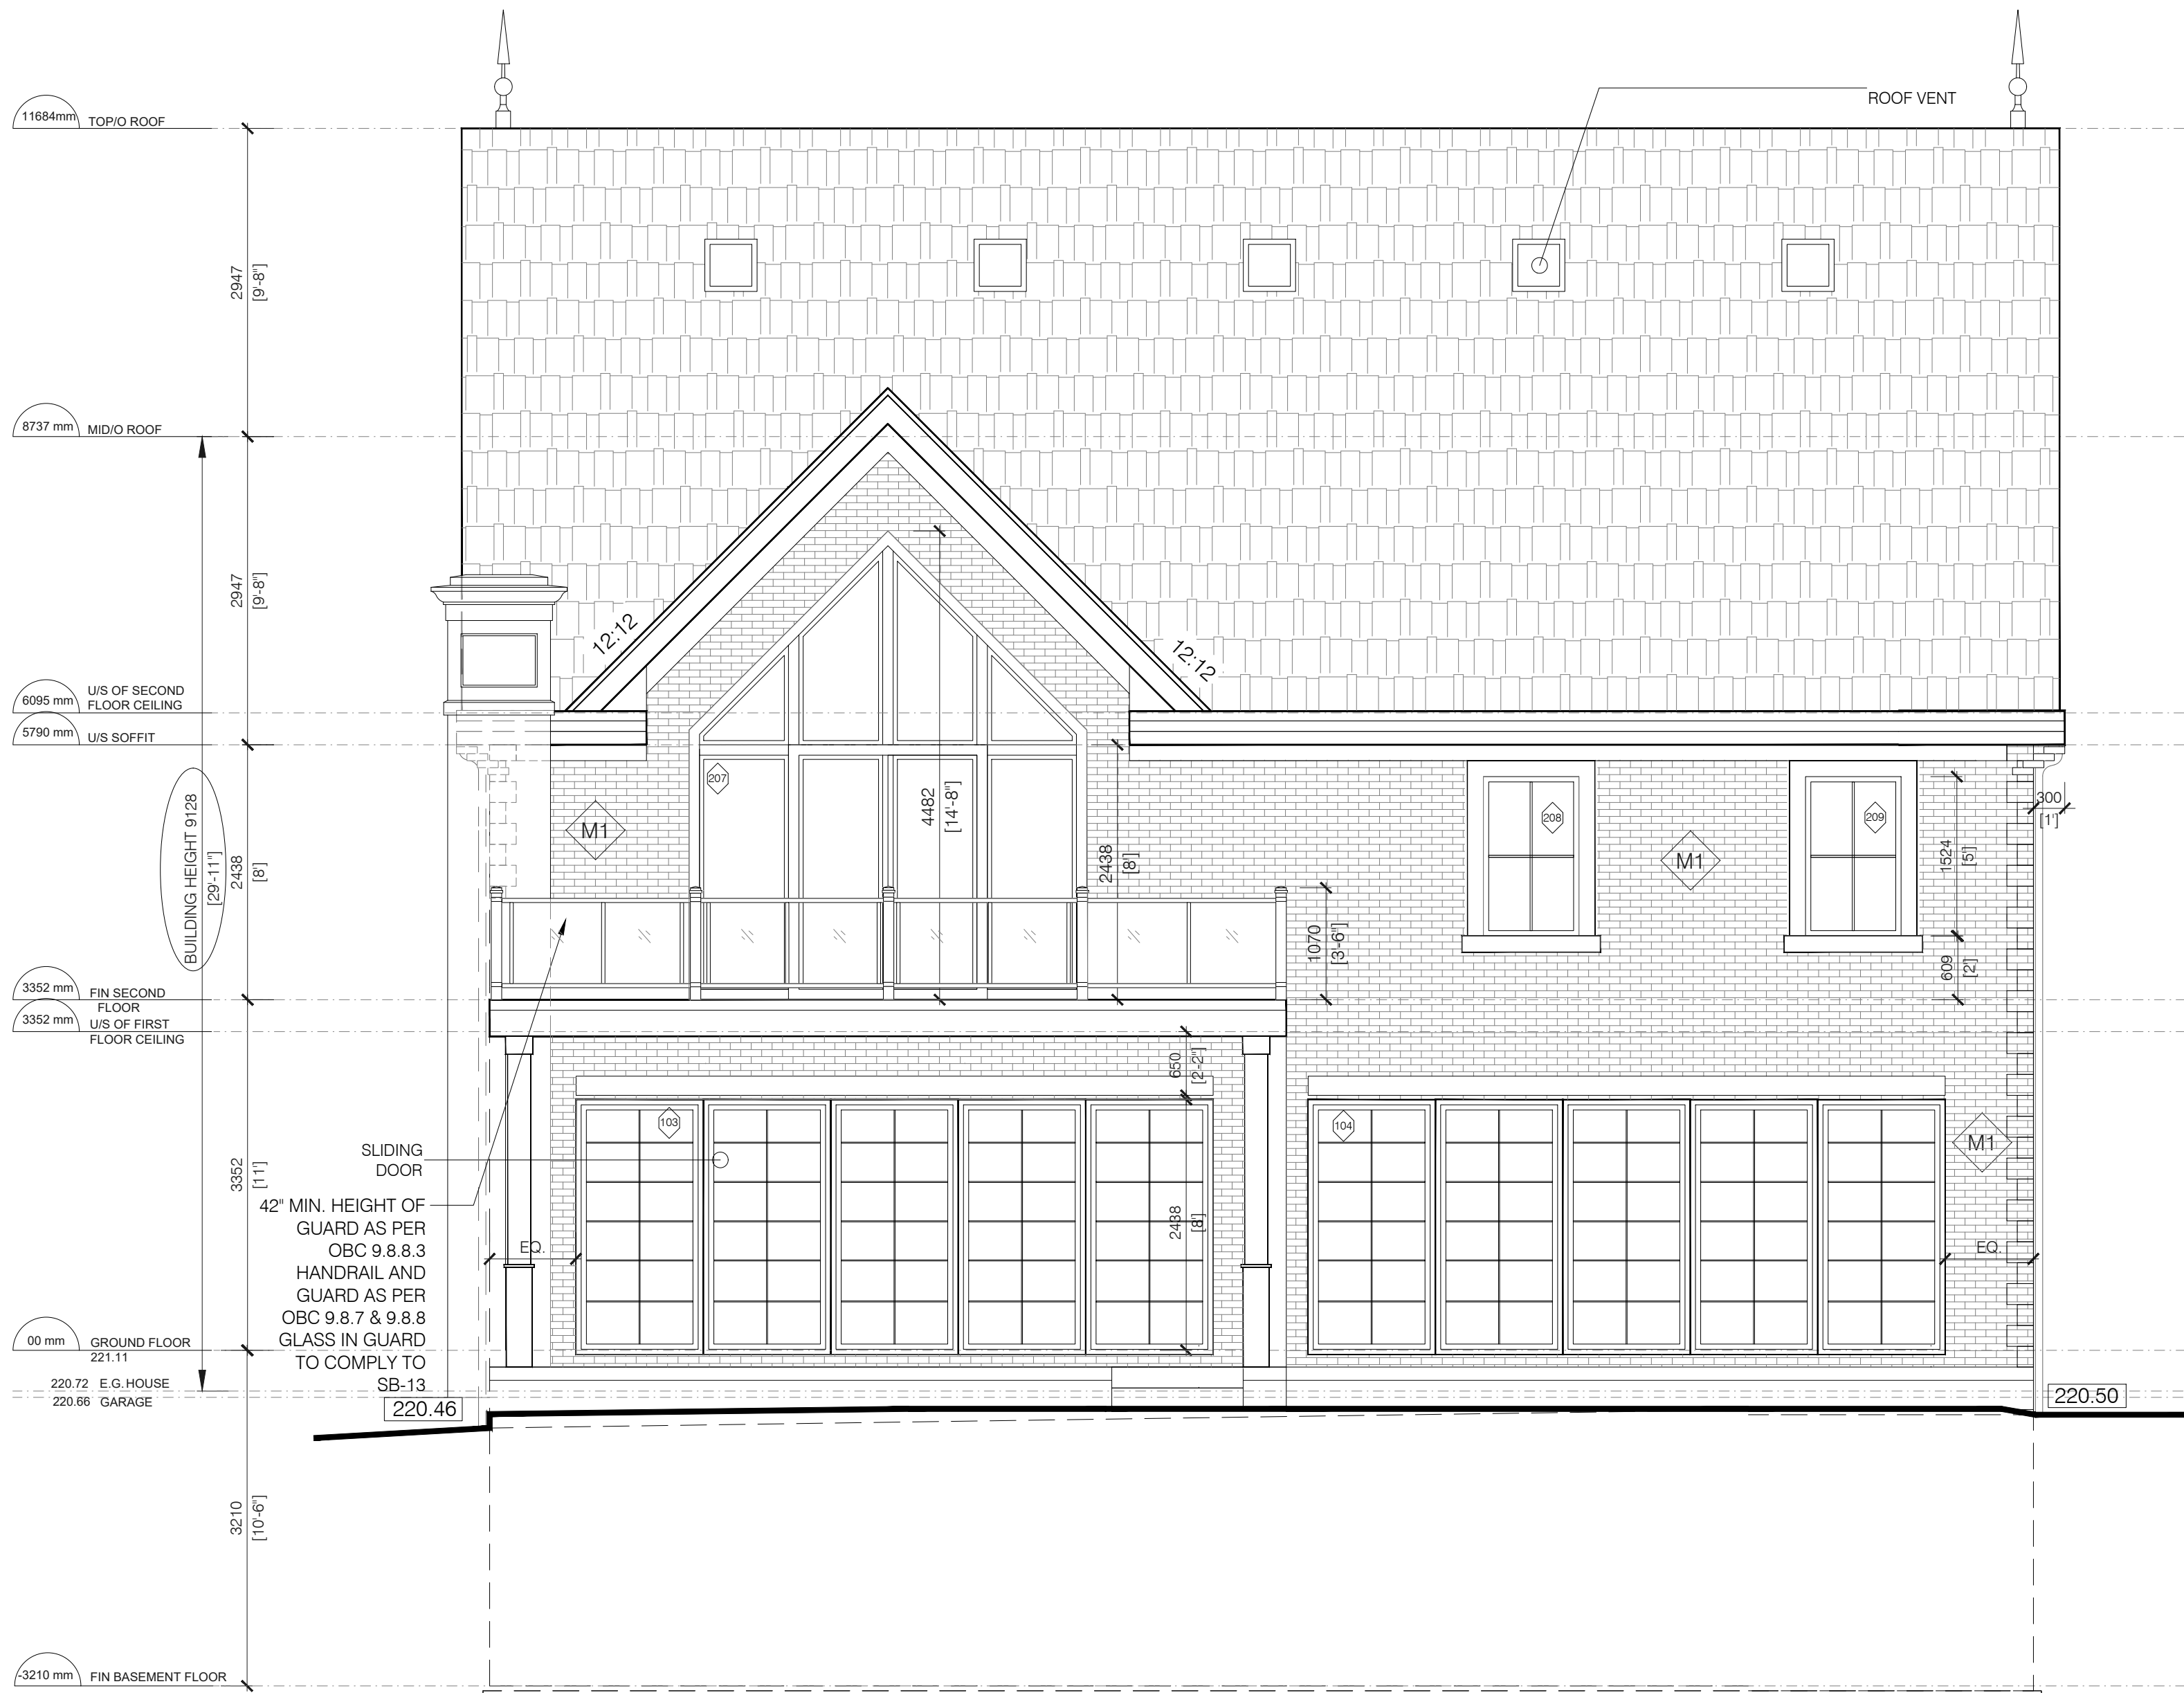 ROOF VENT
11684mm TOP/O ROOF
2947
[9'-8"]
8737 mm MID/O ROOF
2947
[9'-8"]
12:12
12:12
6095 mm U/S OF SECOND
FLOOR CEILING
5790 mm U/S SOFFIT
BUILDING HEIGHT 9128
[29'-11"]
2438
[8']
M1
207
4482
[14'-8"]
2438
[8']
208
M1
209
1524
[5']
300
[1']
1070
[3'-6"]
609
[2']
3352 mm FIN SECOND
FLOOR
3352 mm U/S OF FIRST
FLOOR CEILING
650
[2'-2"]
3352
[11']
SLIDING
DOOR
103
104
M1
2438
[8']
42" MIN. HEIGHT OF
GUARD AS PER
OBC 9.8.8.3
HANDRAIL AND
GUARD AS PER
OBC 9.8.7 & 9.8.8
GLASS IN GUARD
TO COMPLY TO
SB-13
EQ.
EQ.
00 mm GROUND FLOOR
221.11
220.72 E.G. HOUSE
220.66 GARAGE
220.46
220.50
3210
[10'-6"]
-3210 mm FIN BASEMENT FLOOR